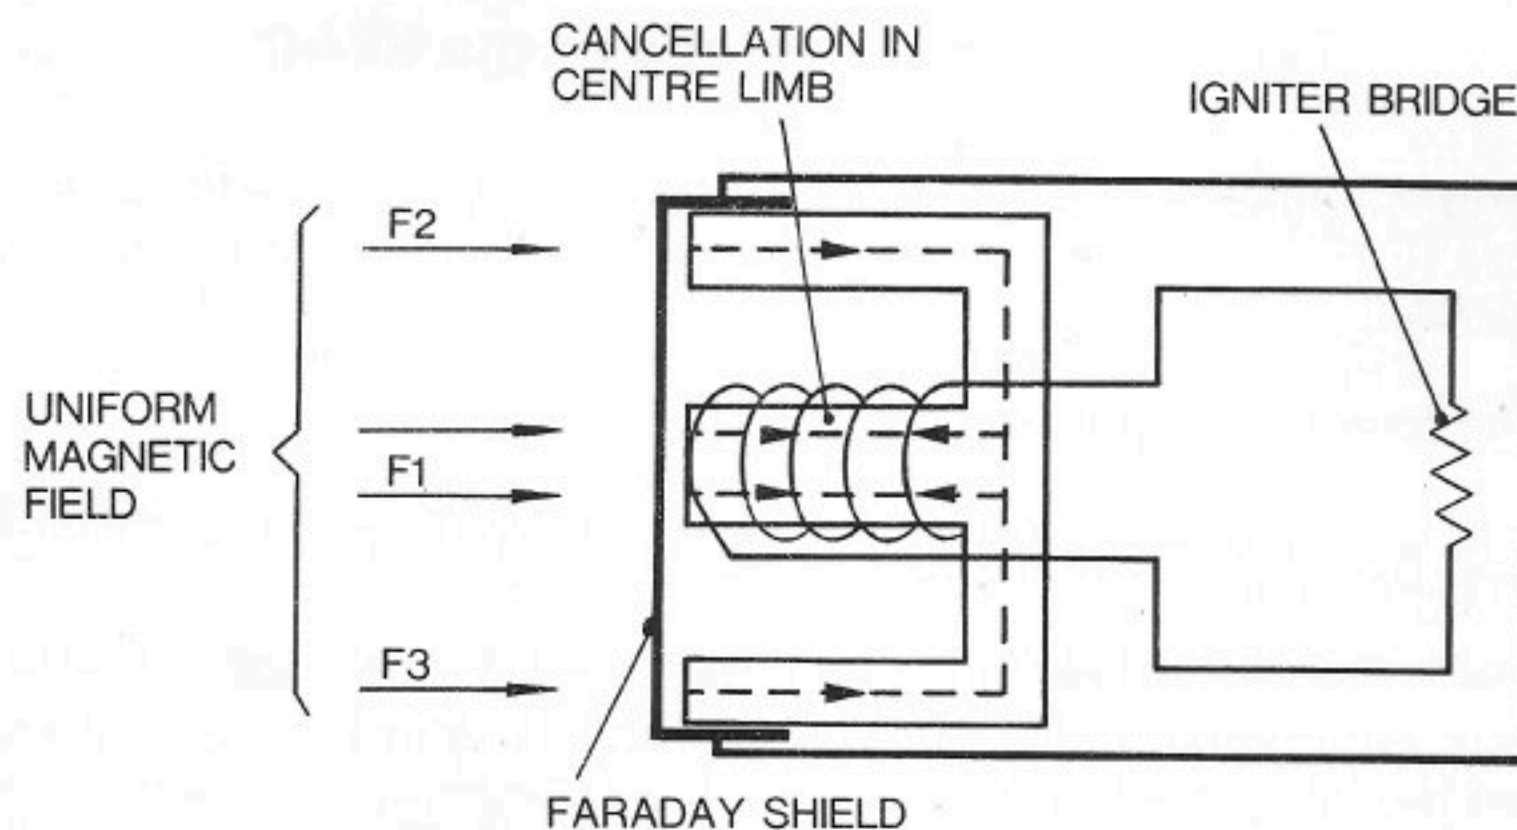 CANCELLATION IN
CENTRE LIMB
IGNITER BRIDGE
F2
UNIFORM
MAGNETIC
FIELD
F1
F3
FARADAY SHIELD